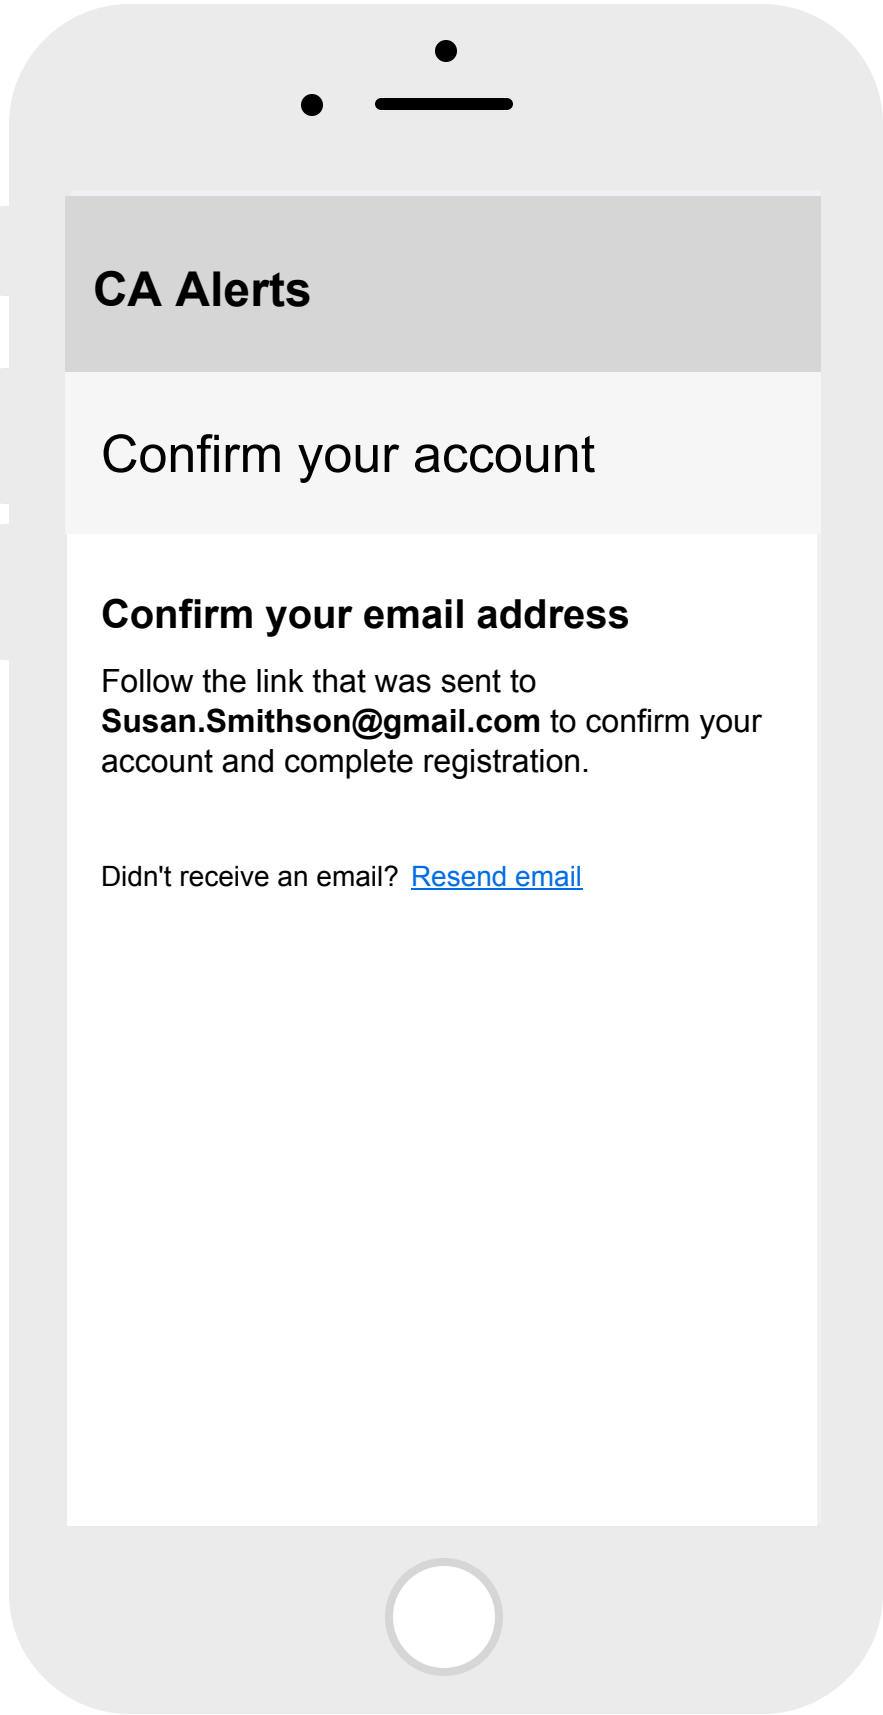 CA Alerts
Confirm your account
Confirm your email address
Follow the link that was sent to
Susan.Smithson@gmail.com to confirm your
account and complete registration.
Didn't receive an email? Resend email